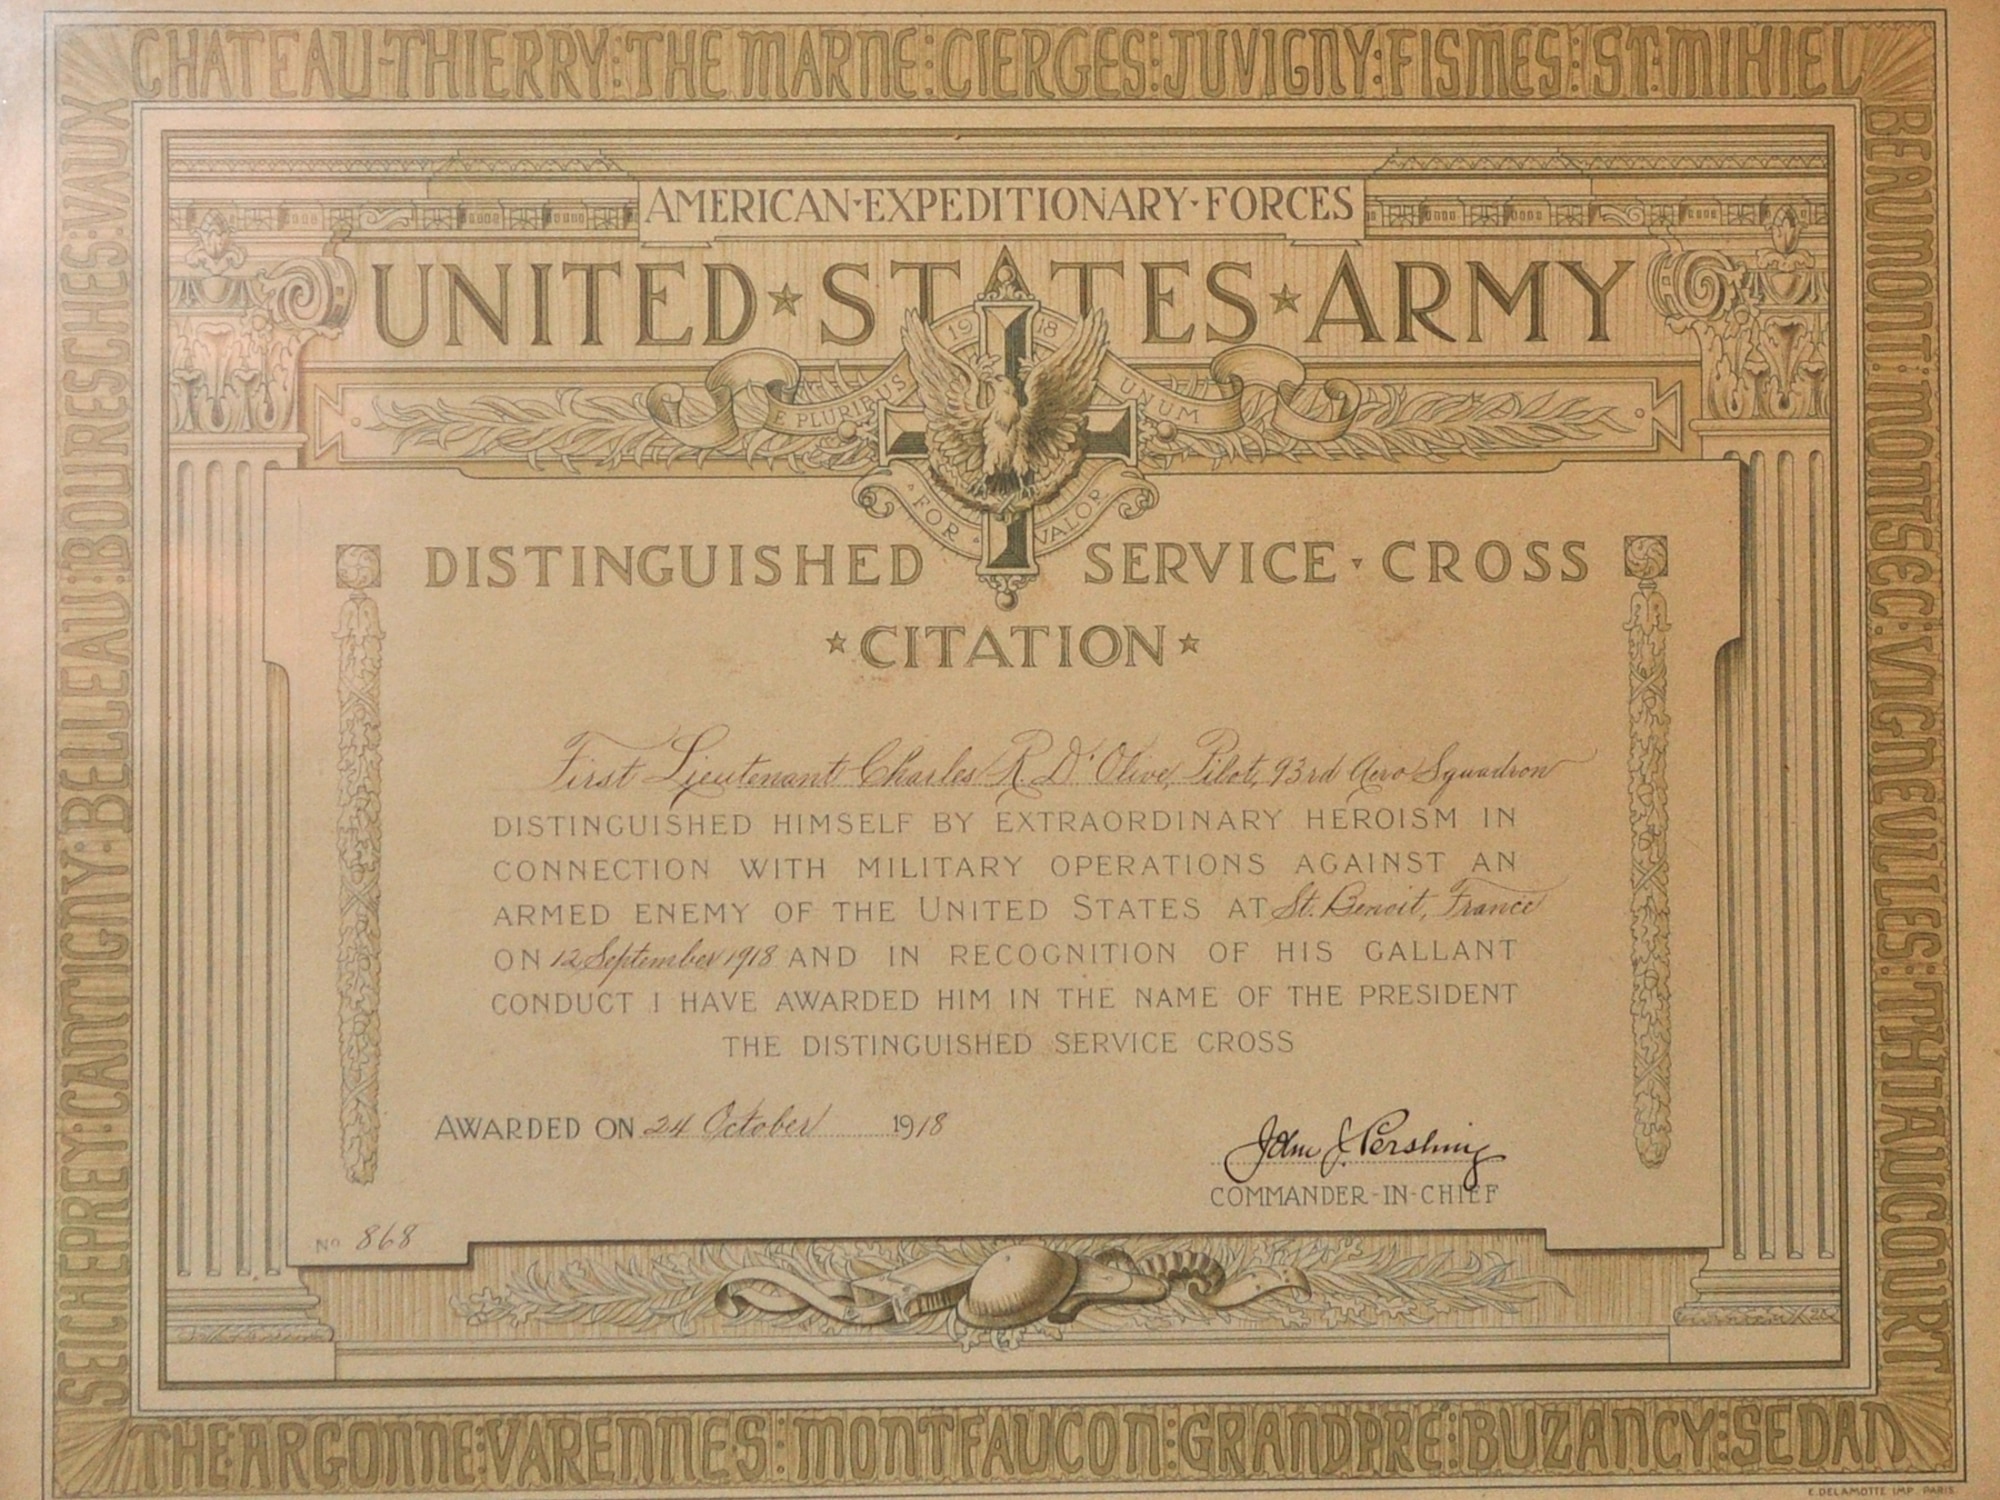 CHATEAU-THIERRY:THE MARNE:CIERGES:JUVIGNY:FISMES:ST.MIHIEL
BEAUMONT:MONTSEC:VIGNEULLES:THIAUCOURT
SEICHEPREY:CANTIGNY:BELLEAU:BOURESCHES:VAUX
AMERICAN·EXPEDITIONARY·FORCES
UNITED★STATES★ARMY
19 18
E PLURIBUS UNUM
FOR VALOR
DISTINGUISHED SERVICE·CROSS
★CITATION★
First Lieutenant Charles R. D'Olive, Pilot, 93rd Aero Squadron
DISTINGUISHED HIMSELF BY EXTRAORDINARY HEROISM IN
CONNECTION WITH MILITARY OPERATIONS AGAINST AN
ARMED ENEMY OF THE UNITED STATES AT St. Benoit, France
ON 12 September 1918 AND IN RECOGNITION OF HIS GALLANT
CONDUCT I HAVE AWARDED HIM IN THE NAME OF THE PRESIDENT
THE DISTINGUISHED SERVICE CROSS
AWARDED ON 24 October 1918
John J. Pershing
COMMANDER-IN-CHIEF
No 868
THE ARGONNE:VARENNES:MONTFAUCON:GRANDPRÉ:BUZANCY:SEDAN
E. DELAMOTTE IMP. PARIS